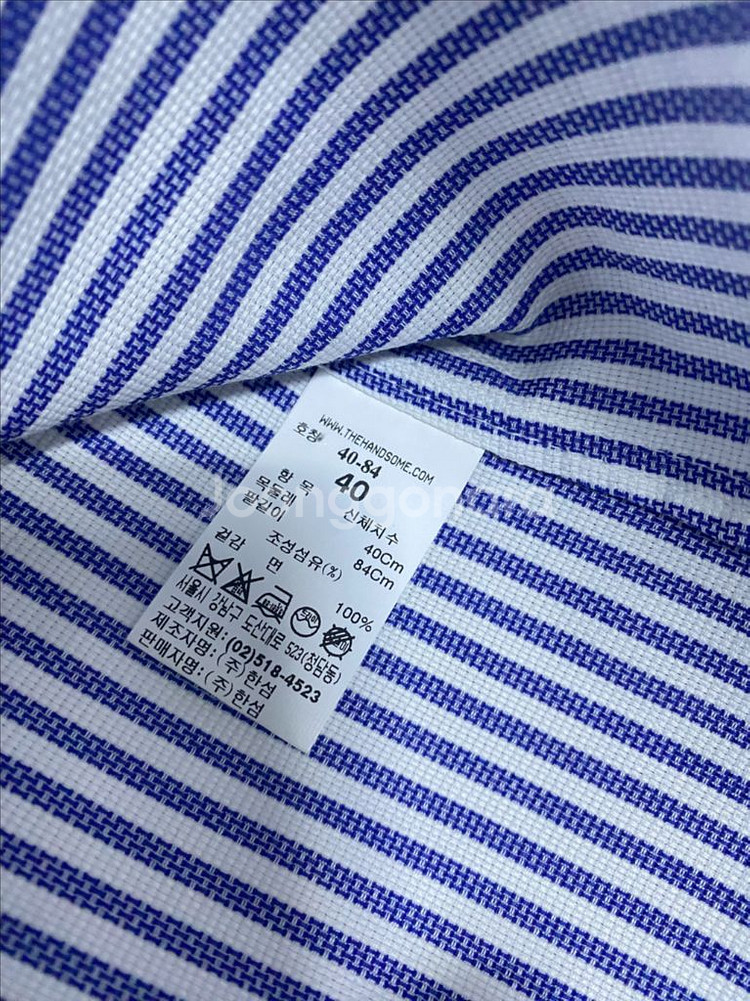 WWW.THEHANDSOME.COM
호칭 40-84
40
항 목 신체치수
목둘레 40Cm
팔길이 84Cm
조성섬유(%)
겉감 면 100%
서울시 강남구 도산대로 523(청담동)
고객지원:(02)518-4523
제조자명:(주)한섬
판매자명:(주)한섬